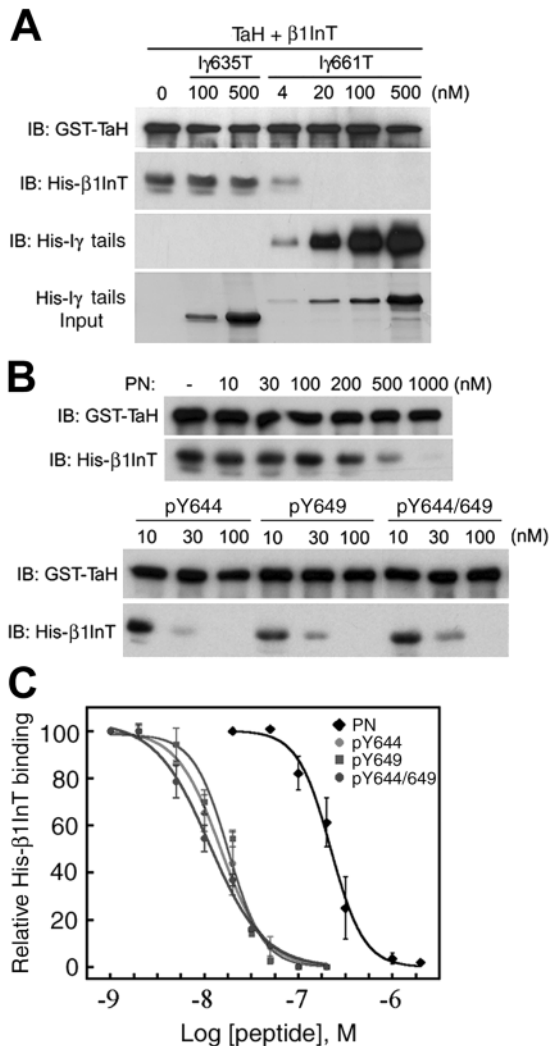 A
TaH + β1InT
Iγ635T Iγ661T
0 100 500 4 20 100 500 (nM)
IB: GST-TaH
IB: His-β1InT
IB: His-Iγ tails
His-Iγ tails
Input
B
PN: - 10 30 100 200 500 1000 (nM)
IB: GST-TaH
IB: His-β1InT
pY644 pY649 pY644/649
10 30 100 10 30 100 10 30 100 (nM)
IB: GST-TaH
IB: His-β1InT
C
Relative His-β1InT binding
100
80
60
40
20
0
PN
pY644
pY649
pY644/649
-9 -8 -7 -6
Log [peptide], M